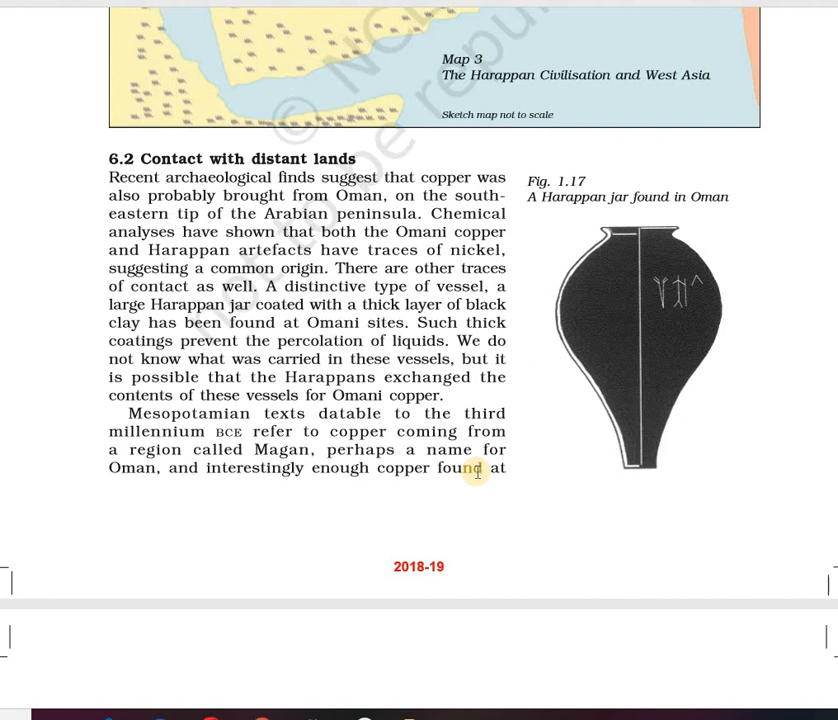 Map 3
The Harappan Civilisation and West Asia
Sketch map not to scale
6.2 Contact with distant lands
Recent archaeological finds suggest that copper was
also probably brought from Oman, on the south-
eastern tip of the Arabian peninsula. Chemical
analyses have shown that both the Omani copper
and Harappan artefacts have traces of nickel,
suggesting a common origin. There are other traces
of contact as well. A distinctive type of vessel, a
large Harappan jar coated with a thick layer of black
clay has been found at Omani sites. Such thick
coatings prevent the percolation of liquids. We do
not know what was carried in these vessels, but it
is possible that the Harappans exchanged the
contents of these vessels for Omani copper.
Mesopotamian texts datable to the third
millennium BCE refer to copper coming from
a region called Magan, perhaps a name for
Oman, and interestingly enough copper found at
Fig. 1.17
A Harappan jar found in Oman
2018-19
© NC
not to be repu